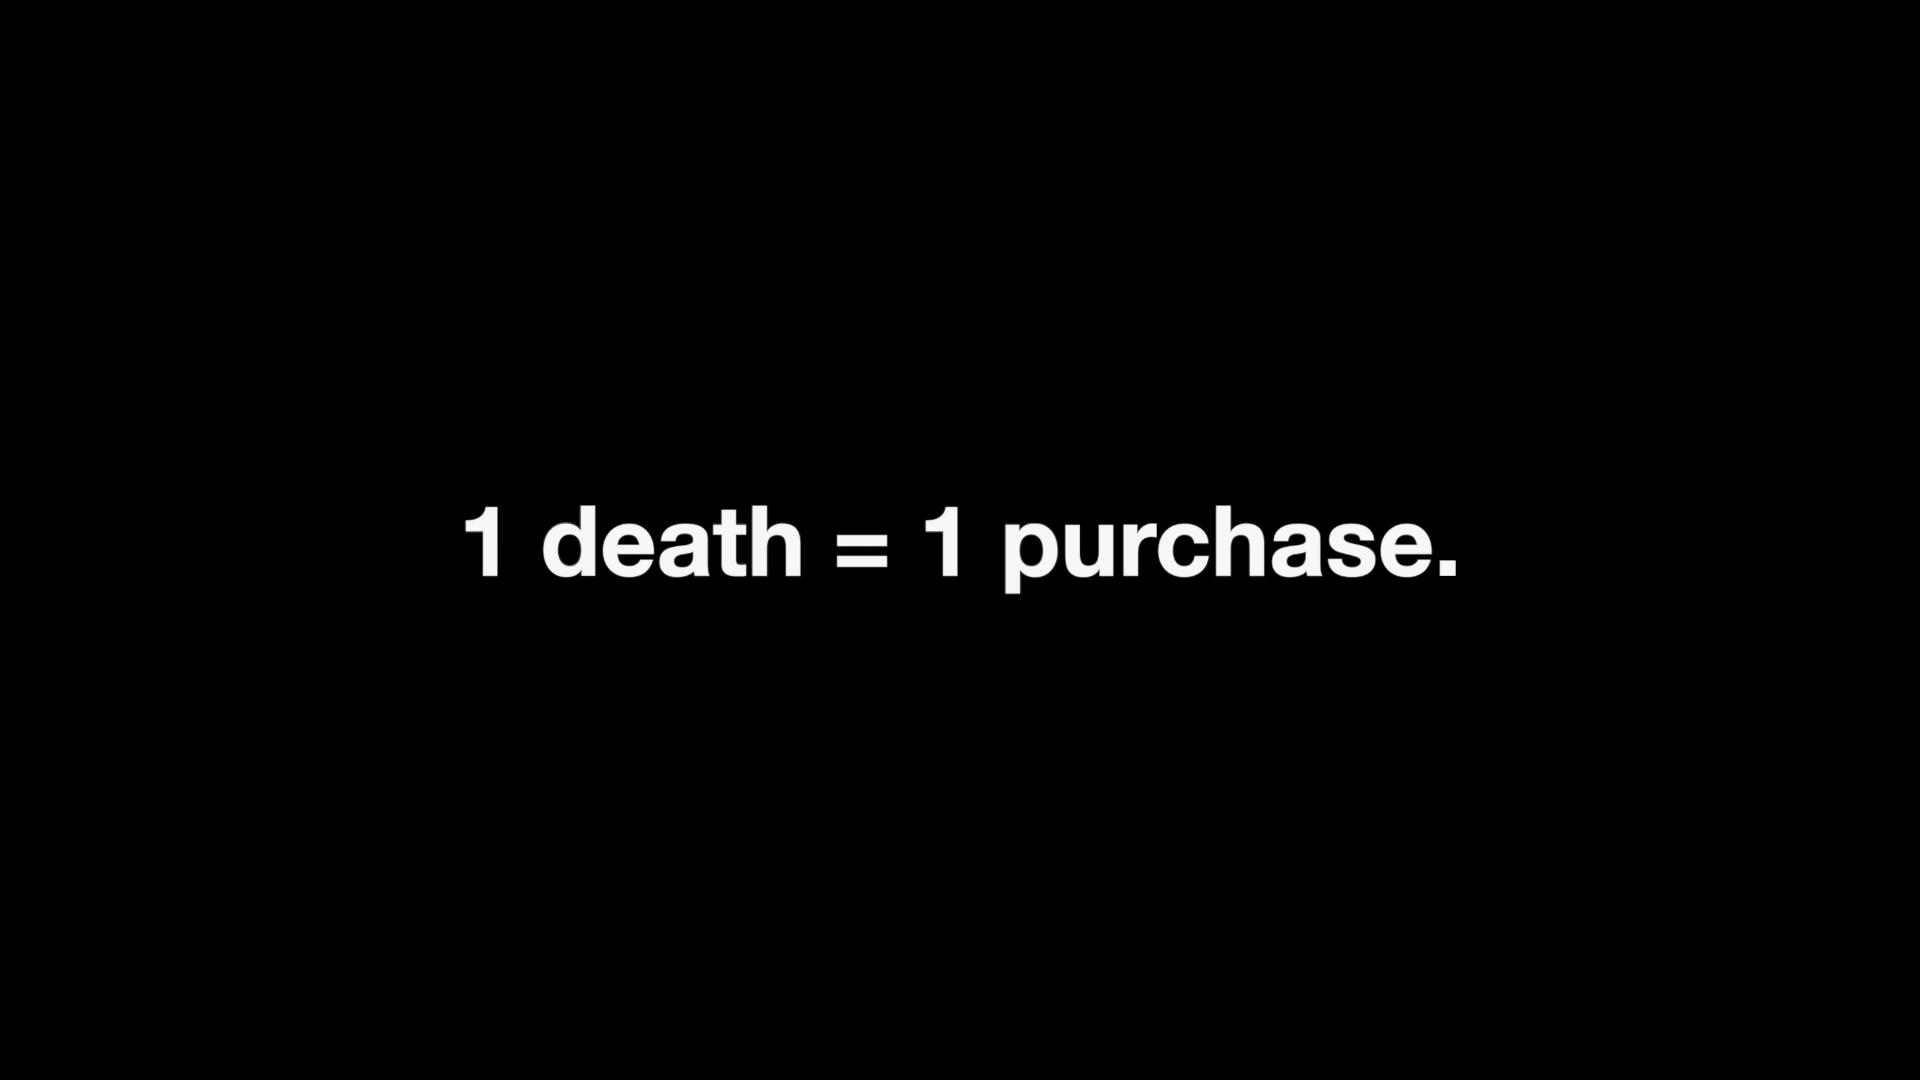 1 death = 1 purchase.